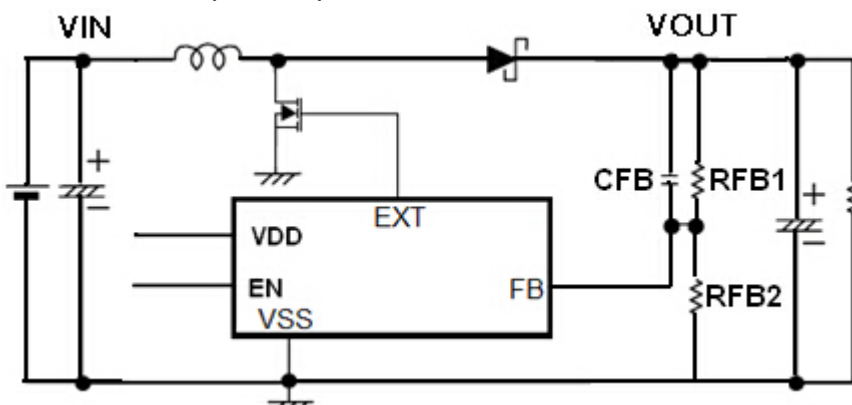 VIN
VOUT
+
-
EXT
VDD
EN
VSS
FB
CFB
RFB1
RFB2
+
-